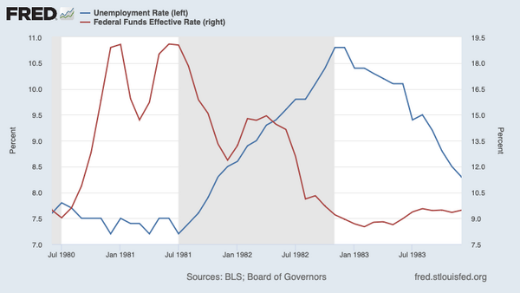 FRED
Unemployment Rate (left)
Federal Funds Effective Rate (right)
11.0 19.5
10.5 18.0
10.0 16.5
9.5 15.0
9.0 13.5
8.5 12.0
8.0 10.5
7.5 9.0
7.0 7.5
Percent
Percent
Jul 1980 Jan 1981 Jul 1981 Jan 1982 Jul 1982 Jan 1983 Jul 1983
Sources: BLS; Board of Governors fred.stlouisfed.org